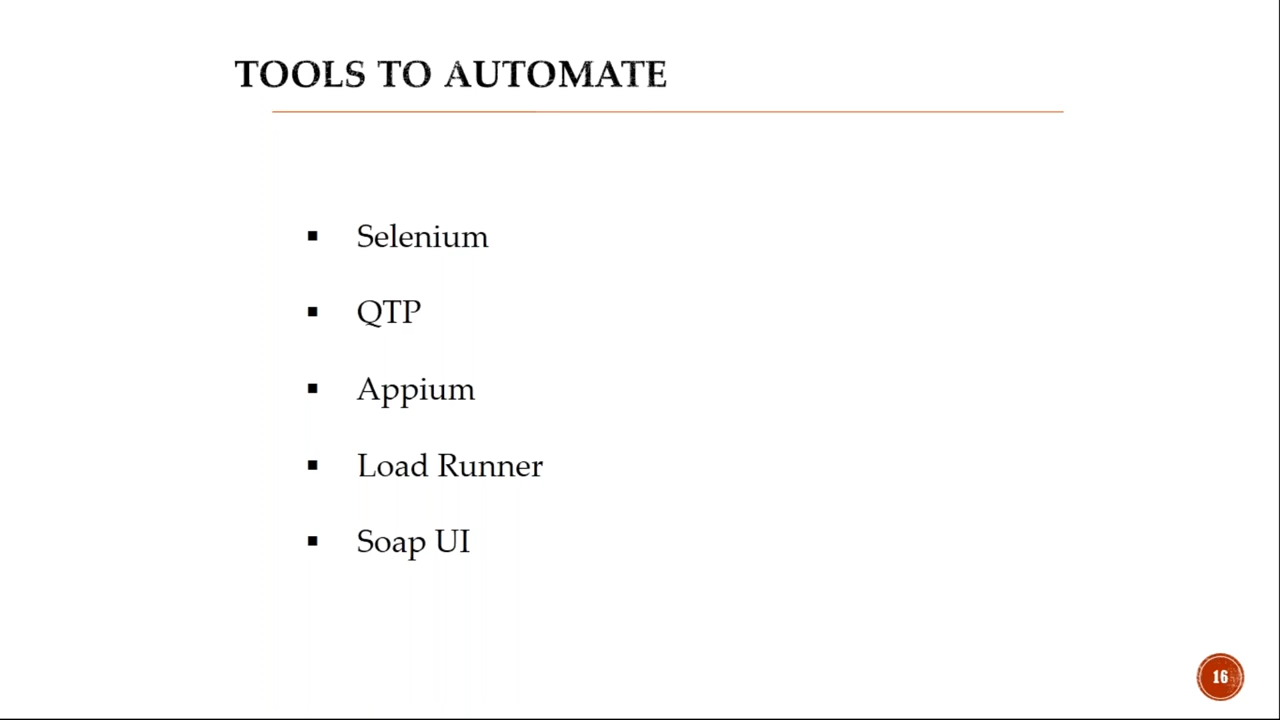 TOOLS TO AUTOMATE
▪ Selenium
▪ QTP
▪ Appium
▪ Load Runner
▪ Soap UI
16